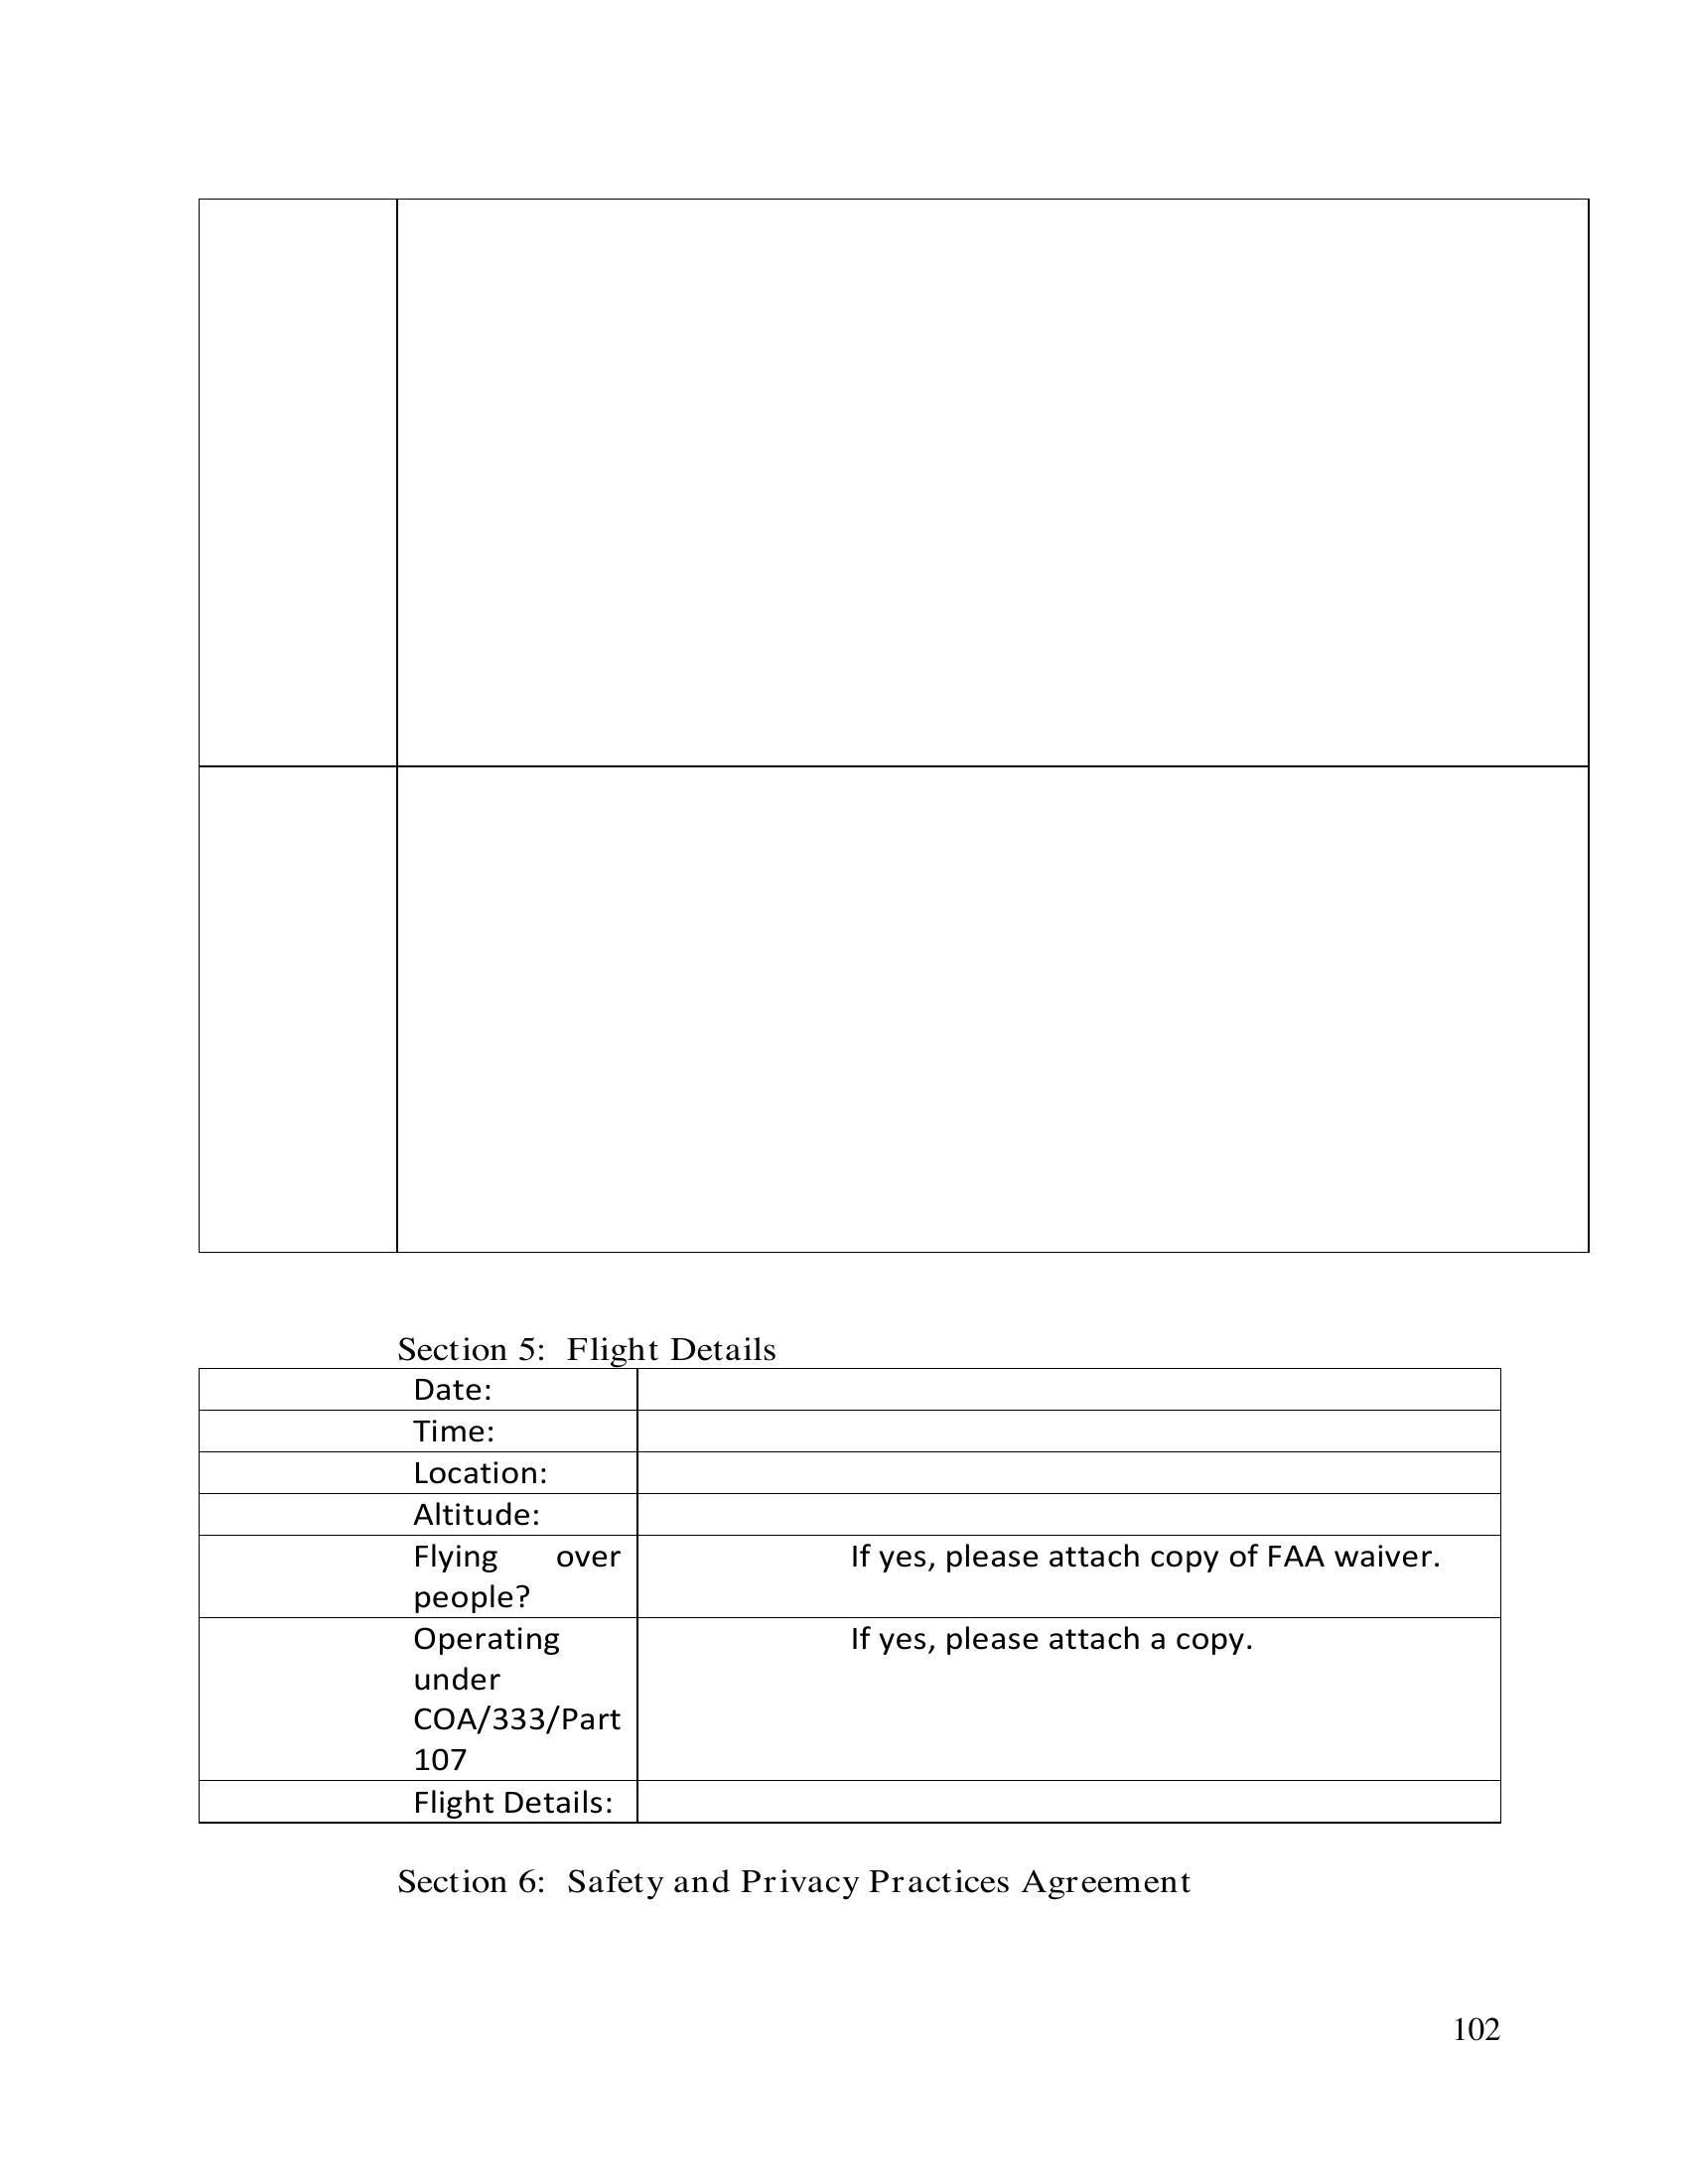 Section 5:  Flight Details
Date:
Time:
Location:
Altitude:
Flying over
people?
If yes, please attach copy of FAA waiver.
Operating
under
COA/333/Part
107
If yes, please attach a copy.
Flight Details:
Section 6:  Safety and Privacy Practices Agreement
102